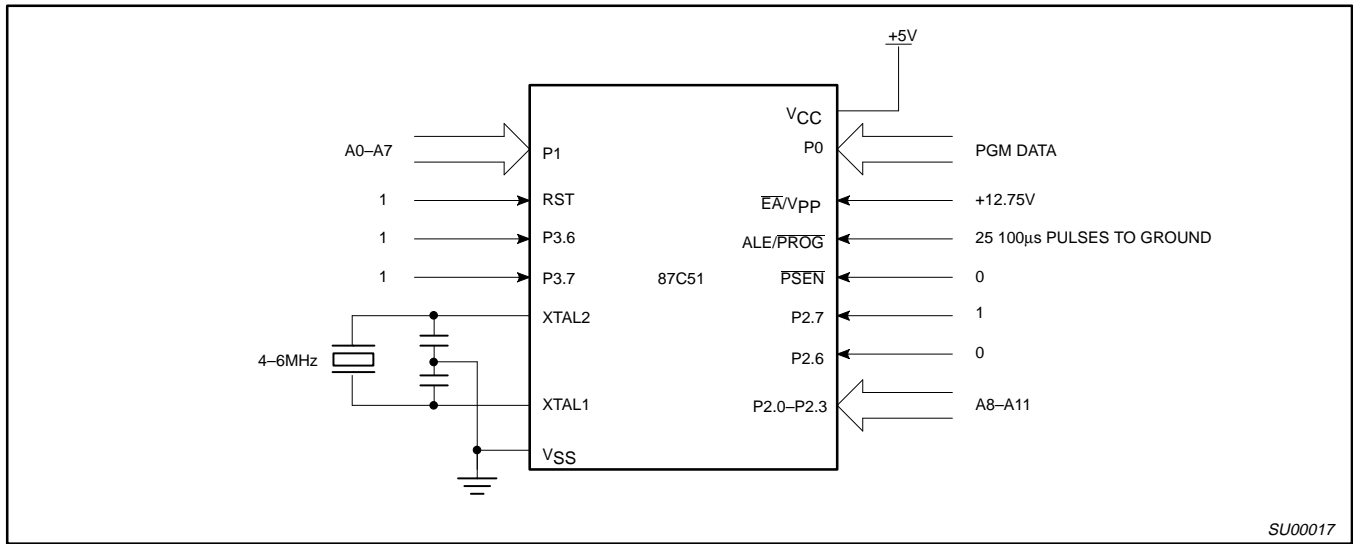 +5V
VCC
A0–A7
P1
P0
PGM DATA
1
RST
EA/VPP
+12.75V
1
P3.6
ALE/PROG
25 100µs PULSES TO GROUND
1
P3.7
87C51
PSEN
0
XTAL2
P2.7
1
4–6MHz
P2.6
0
XTAL1
P2.0–P2.3
A8–A11
VSS
SU00017